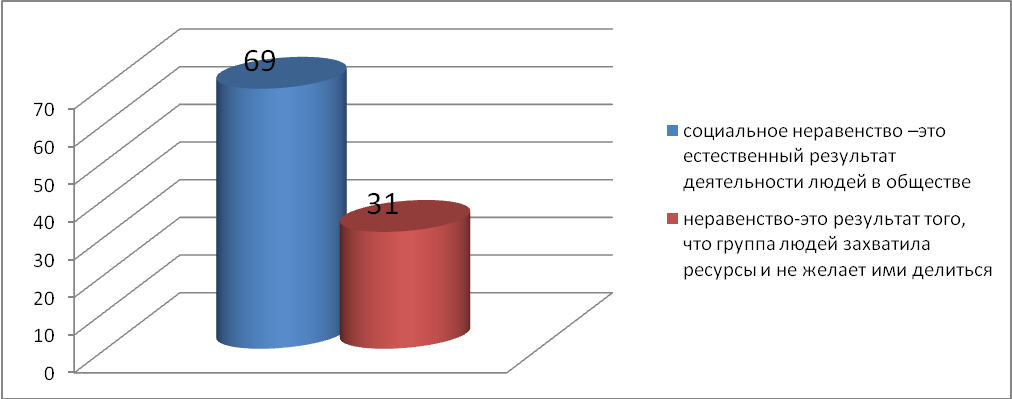 69
31
70
60
50
40
30
20
10
0
социальное неравенство –это
естественный результат
деятельности людей в обществе
неравенство-это результат того,
что группа людей захватила
ресурсы и не желает ими делиться